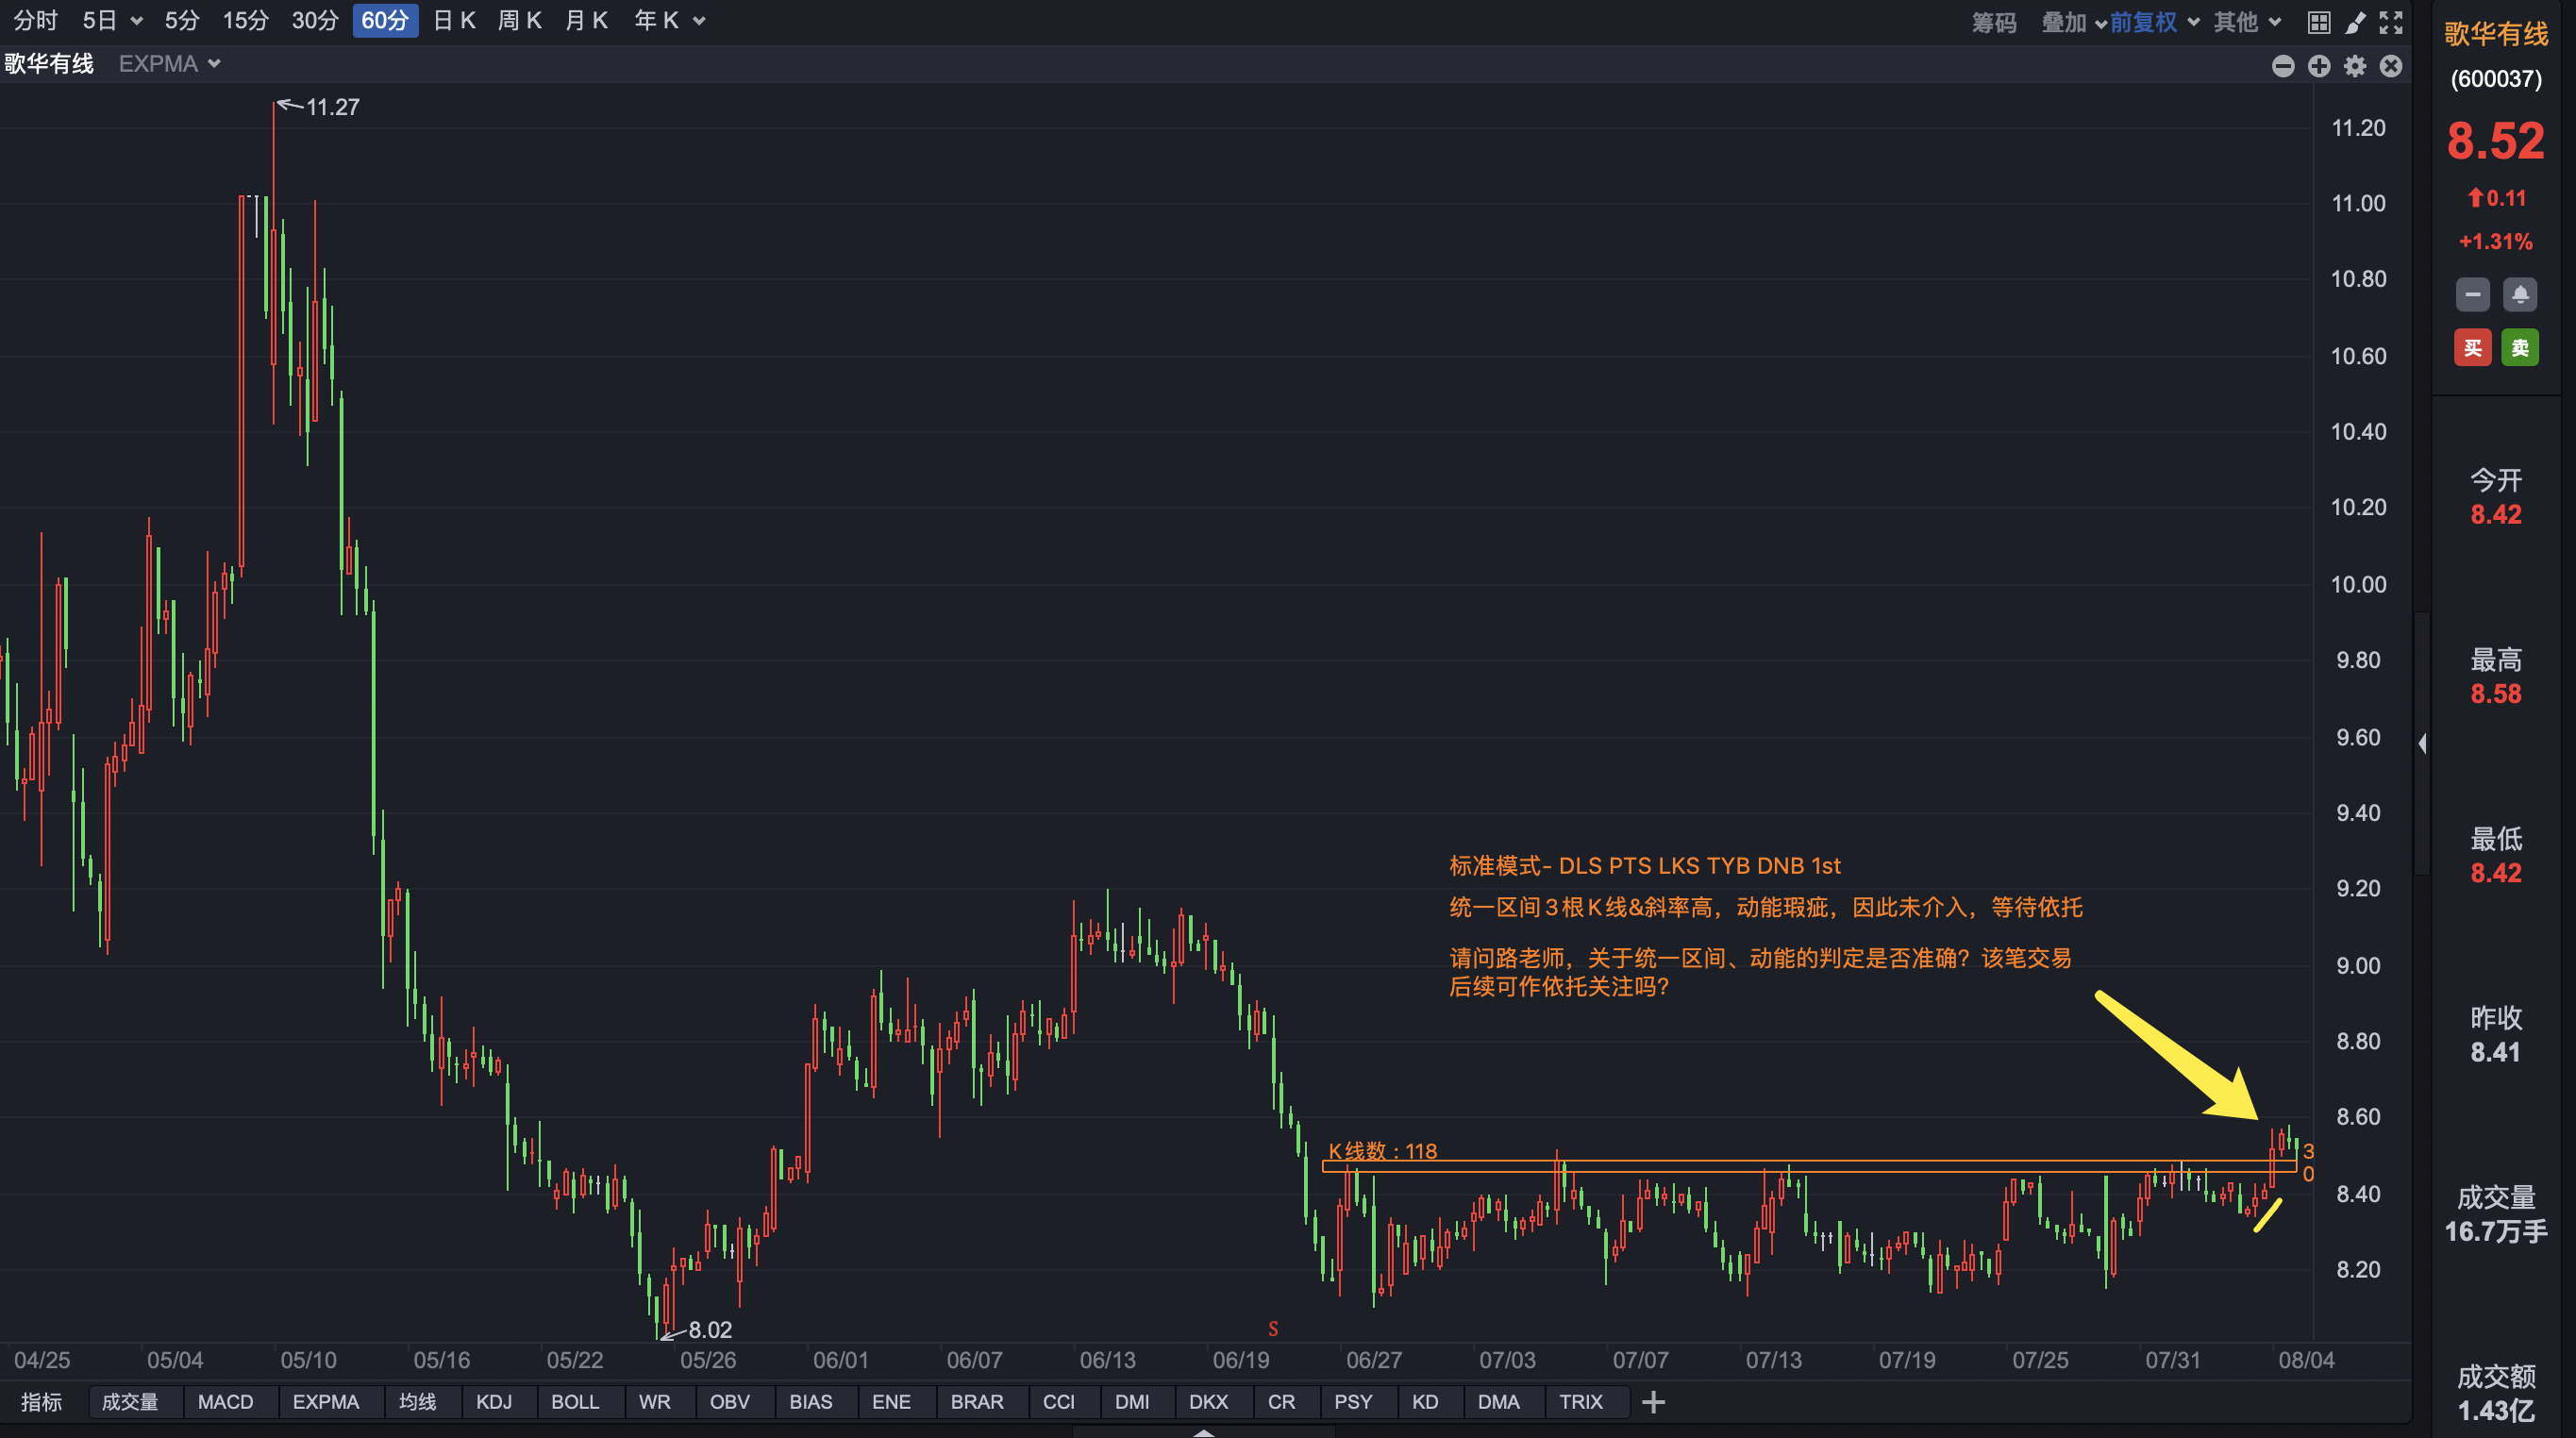 分时 5日 5分 15分 30分 60分 日K 周K 月K 年K 筹码 叠加 前复权 其他
歌华有线 EXPMA
歌华有线
(600037)
8.52
0.11
+1.31%
买 卖
今开
8.42
最高
8.58
最低
8.42
昨收
8.41
成交量
16.7万手
成交额
1.43亿
11.27
11.20
11.00
10.80
10.60
10.40
10.20
10.00
9.80
9.60
9.40
9.20
9.00
8.80
8.60
8.40
8.20
标准模式- DLS PTS LKS TYB DNB 1st
统一区间3根K线&斜率高，动能瑕疵，因此未介入，等待依托
请问路老师，关于统一区间、动能的判定是否准确？该笔交易
后续可作依托关注吗？
K线数：118
3
0
8.02
S
04/25 05/04 05/10 05/16 05/22 05/26 06/01 06/07 06/13 06/19 06/27 07/03 07/07 07/13 07/19 07/25 07/31 08/04
指标 成交量 MACD EXPMA 均线 KDJ BOLL WR OBV BIAS ENE BRAR CCI DMI DKX CR PSY KD DMA TRIX